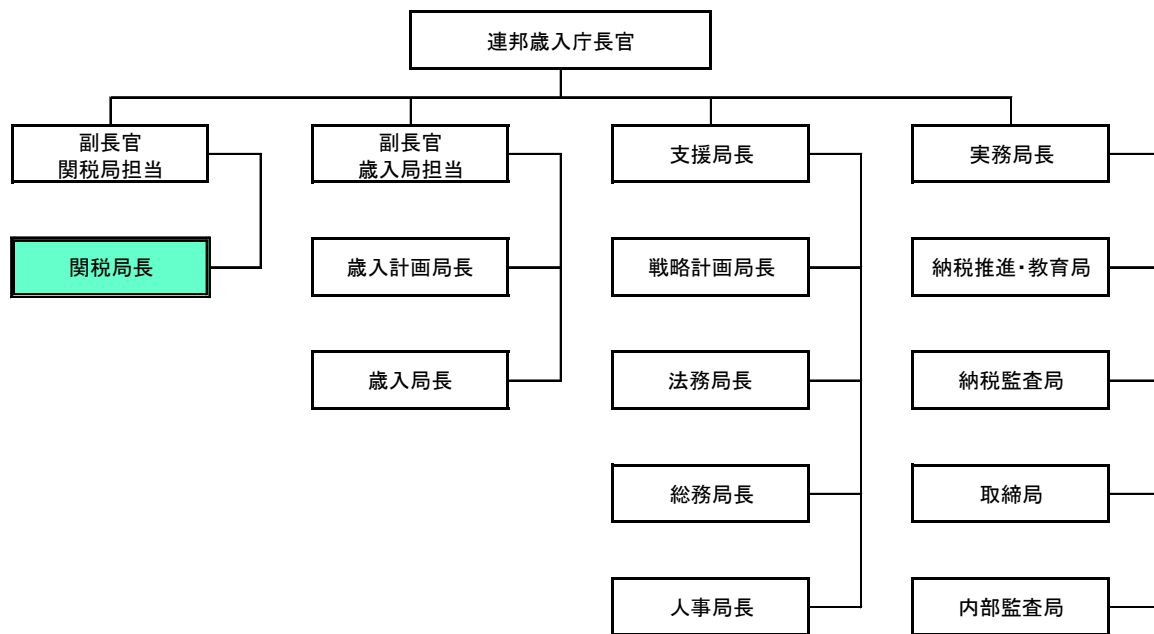 連邦歳入庁長官
副長官
関税局担当
副長官
歳入局担当
支援局長
実務局長
関税局長
歳入計画局長
戦略計画局長
納税推進・教育局
歳入局長
法務局長
納税監査局
総務局長
取締局
人事局長
内部監査局